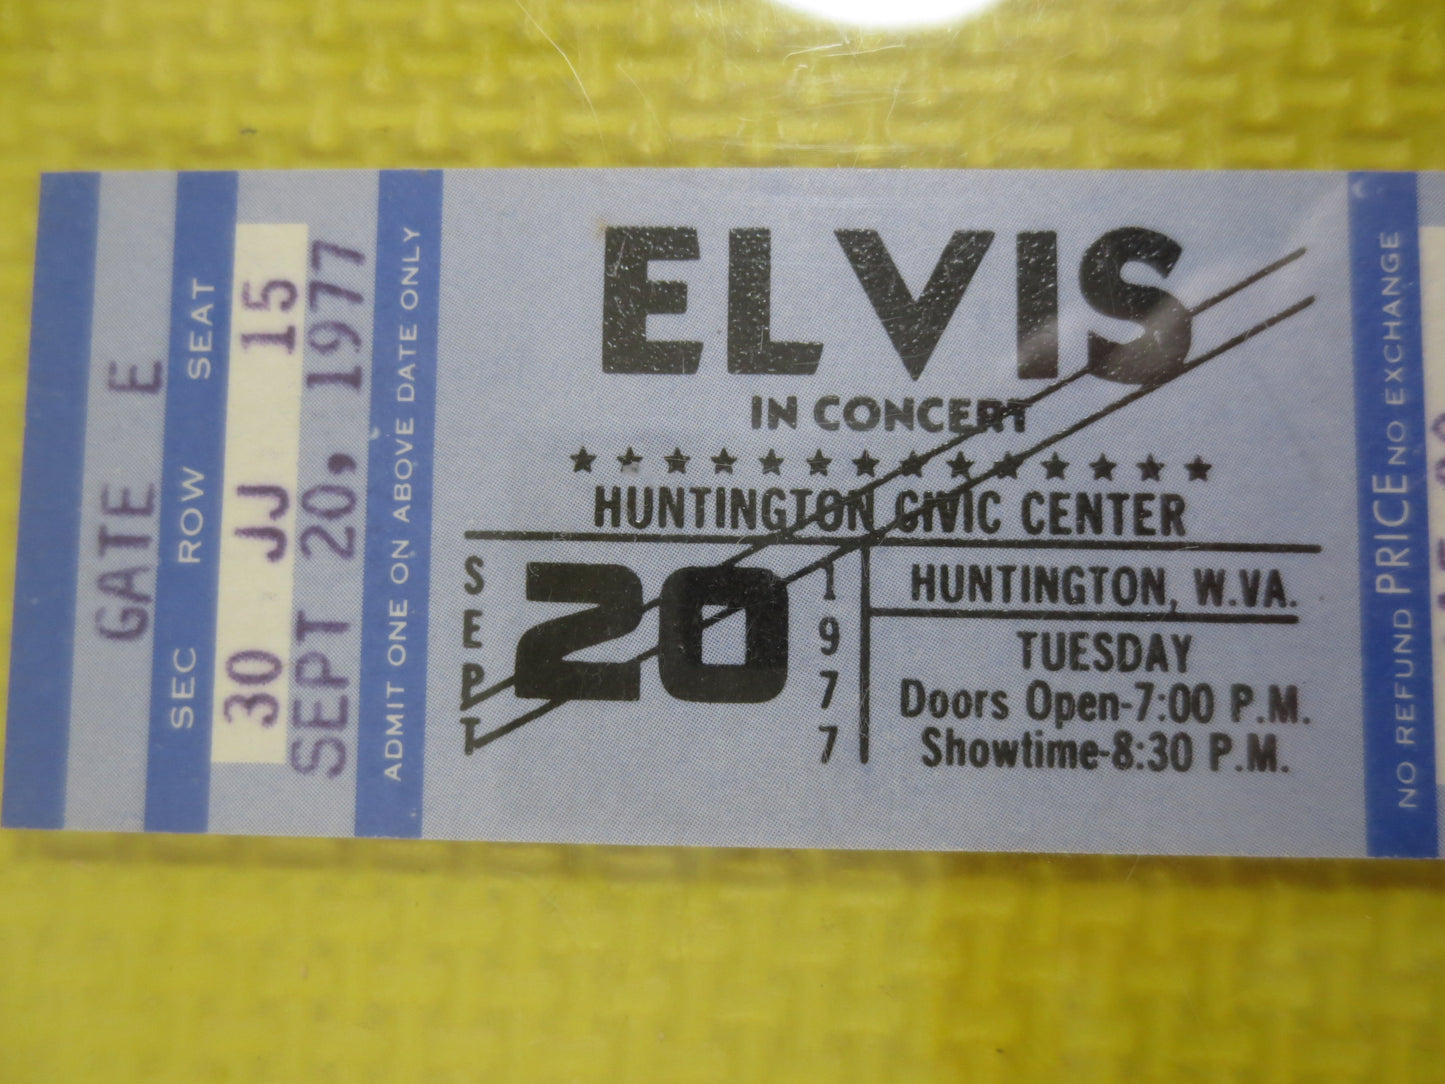 GATE E
SEC ROW SEAT
30 JJ 15
SEPT 20, 1977
ADMIT ONE ON ABOVE DATE ONLY
ELVIS
IN CONCERT
HUNTINGTON CIVIC CENTER
SEPT
20
1977
HUNTINGTON, W.VA.
TUESDAY
Doors Open-7:00 P.M.
Showtime-8:30 P.M.
NO REFUND PRICE NO EXCHANGE